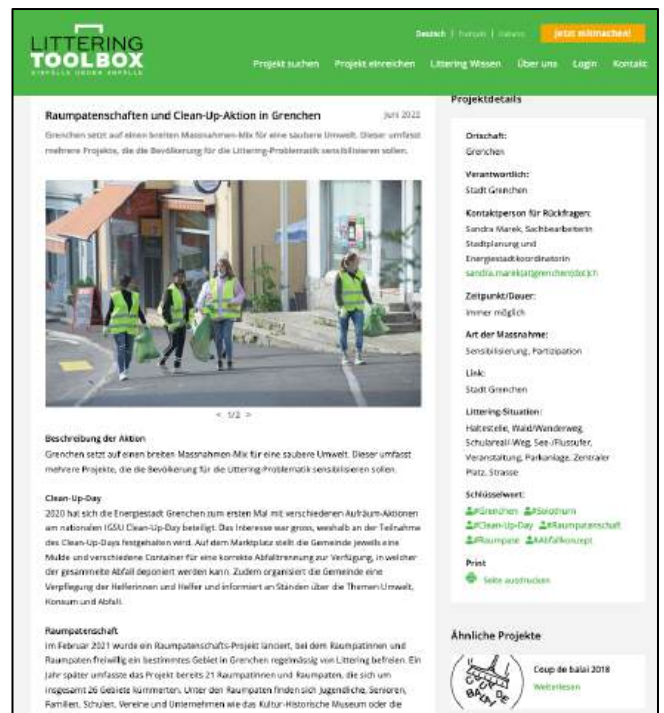 LITTERING
TOOLBOX
EINFÄLLE GEGEN ABFÄLLE
Deutsch | Français | Italiano
Jetzt mitmachen!
Projekt suchen Projekt einreichen Littering Wissen Über uns Login Kontakt
Raumpatenschaften und Clean-Up-Aktion in Grenchen
Juni 2022
Grenchen setzt auf einen breiten Massnahmen-Mix für eine saubere Umwelt. Dieser umfasst
mehrere Projekte, die die Bevölkerung für die Littering-Problematik sensibilisieren sollen.
< 1/2 >
Beschreibung der Aktion
Grenchen setzt auf einen breiten Massnahmen-Mix für eine saubere Umwelt. Dieser umfasst
mehrere Projekte, die die Bevölkerung für die Littering-Problematik sensibilisieren sollen.
Clean-Up-Day
2020 hat sich die Energiestadt Grenchen zum ersten Mal mit verschiedenen Aufräum-Aktionen
am nationalen IGSU Clean-Up-Day beteiligt. Das Interesse war gross, weshalb an der Teilnahme
des Clean-Up-Days festgehalten wird. Auf dem Marktplatz stellt die Gemeinde jeweils eine
Mulde und verschiedene Container für eine korrekte Abfalltrennung zur Verfügung, in welcher
der gesammelte Abfall deponiert werden kann. Zudem organisiert die Gemeinde eine
Verpflegung der Helferinnen und Helfer und informiert an Ständen über die Themen Umwelt,
Konsum und Abfall.
Raumpatenschaft
Im Februar 2021 wurde ein Raumpatenschafts-Projekt lanciert, bei dem Raumpatinnen und
Raumpaten freiwillig ein bestimmtes Gebiet in Grenchen regelmässig von Littering befreien. Ein
Jahr später umfasste das Projekt bereits 21 Raumpatinnen und Raumpaten, die sich um
insgesamt 26 Gebiete kümmerten. Unter den Raumpaten finden sich Jugendliche, Senioren,
Familien, Schulen, Vereine und Unternehmen wie das Kultur-Historische Museum oder die
Projektdetails
Ortschaft:
Grenchen
Verantwortlich:
Stadt Grenchen
Kontaktperson für Rückfragen:
Sandra Marek, Sachbearbeiterin
Stadtplanung und
Energiestadtkoordinatorin
sandra.marek(at)grenchen(dot)ch
Zeitpunkt/Dauer:
Immer möglich
Art der Massnahme:
Sensibilisierung, Partizipation
Link:
Stadt Grenchen
Littering-Situation:
Haltestelle, Wald/Wanderweg,
Schulareal/-Weg, See-/Flussufer,
Veranstaltung, Parkanlage, Zentraler
Platz, Strasse
Schlüsselwort:
#Grenchen #Solothurn
#Clean-Up-Day #Raumpatenschaft
#Raumpate #Abfallkonzept
Print
Seite ausdrucken
Ähnliche Projekte
COUP DE BALAI
Coup de balai 2018
Weiterlesen